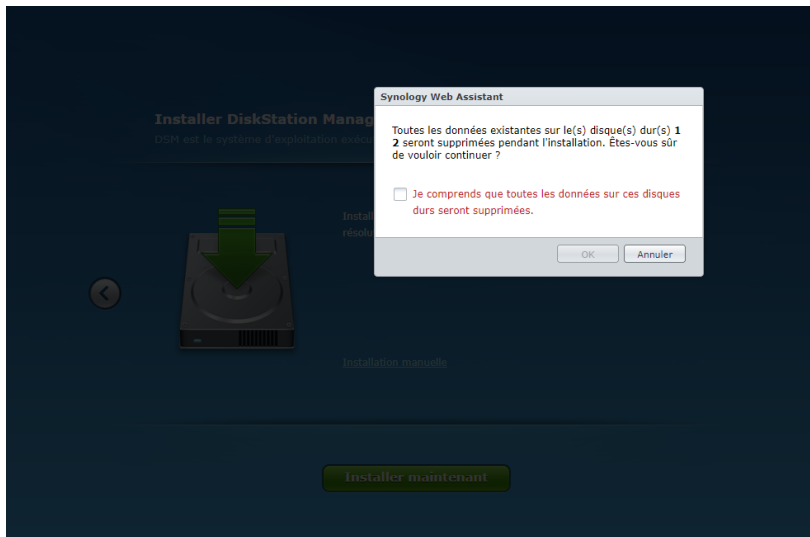 Synology Web Assistant
Toutes les données existantes sur le(s) disque(s) dur(s) 1
2 seront supprimées pendant l'installation. Êtes-vous sûr
de vouloir continuer ?
Je comprends que toutes les données sur ces disques
durs seront supprimées.
OK
Annuler
Installer DiskStation Manag
DSM est le système d'exploitation exécu
Install
résolu
Installation manuelle
Installer maintenant